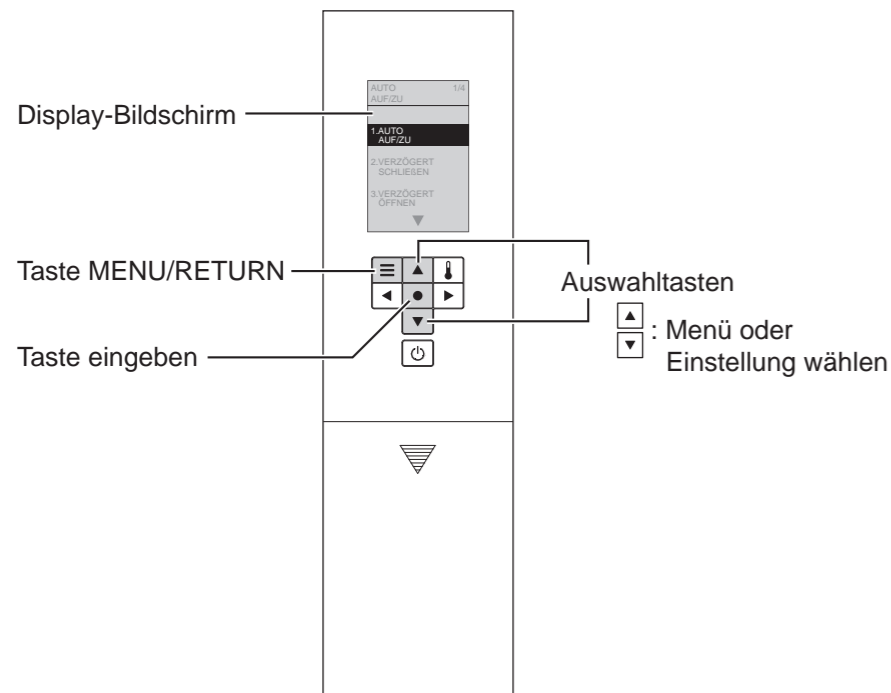 AUTO 1/4
AUF/ZU
1.AUTO
AUF/ZU
2.VERZÖGERT
SCHLIEßEN
3.VERZÖGERT
ÖFFNEN
Display-Bildschirm
Taste MENU/RETURN
Taste eingeben
Auswahltasten
: Menü oder
Einstellung wählen